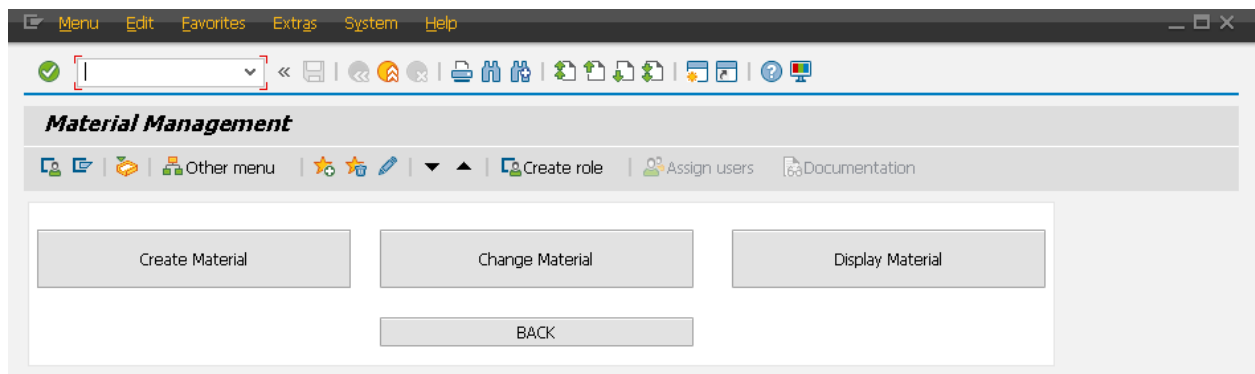 Menu Edit Favorites Extras System Help
Material Management
Other menu Create role Assign users Documentation
Create Material Change Material Display Material
BACK